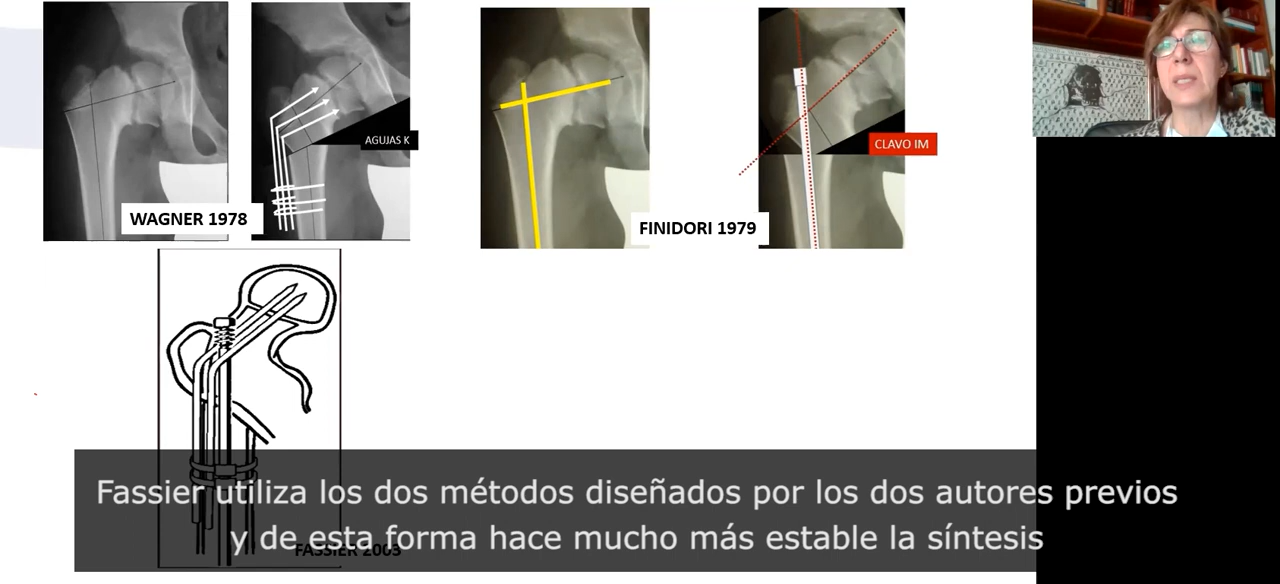 AGUJAS K
WAGNER 1978
CLAVO IM
FINIDORI 1979
FASSIER 2003
Fassier utiliza los dos métodos diseñados por los dos autores previos
y de esta forma hace mucho más estable la síntesis